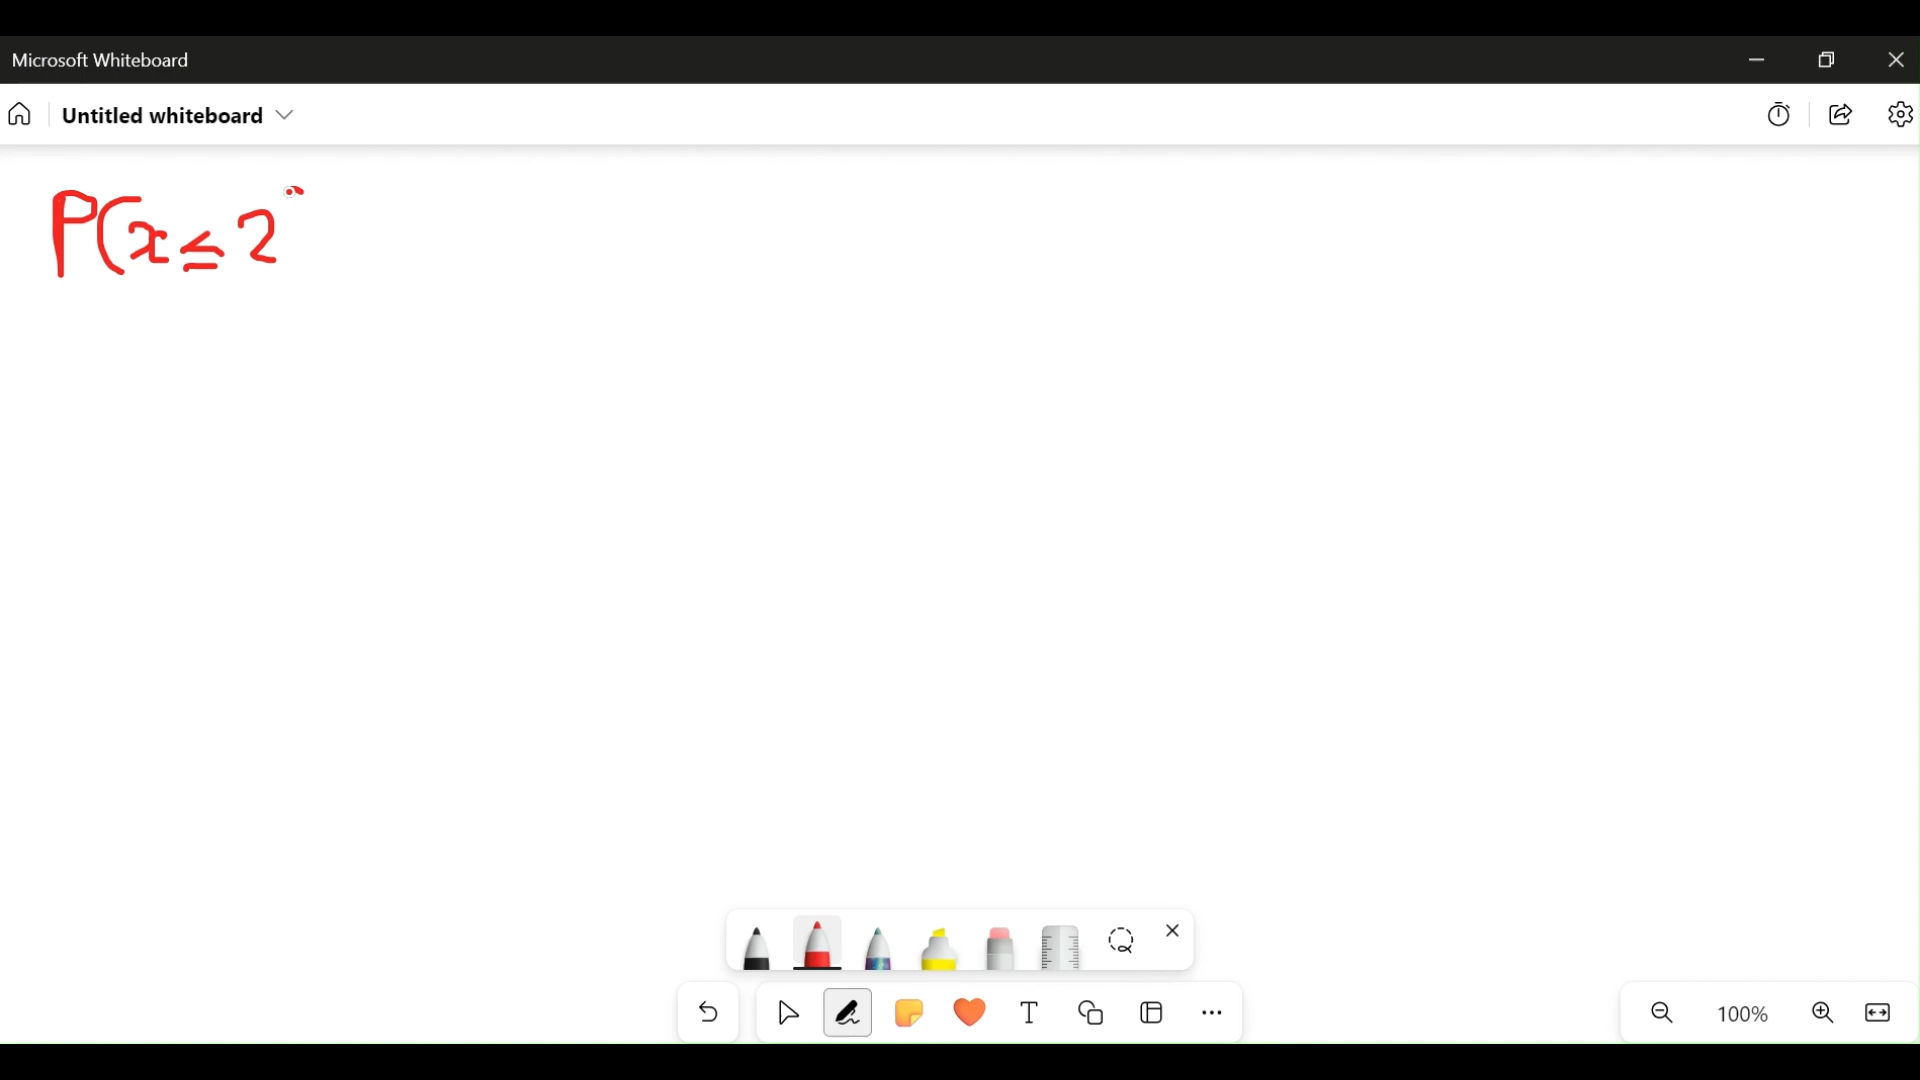 Microsoft Whiteboard
Untitled whiteboard
P(x ≤ 2
T
100%